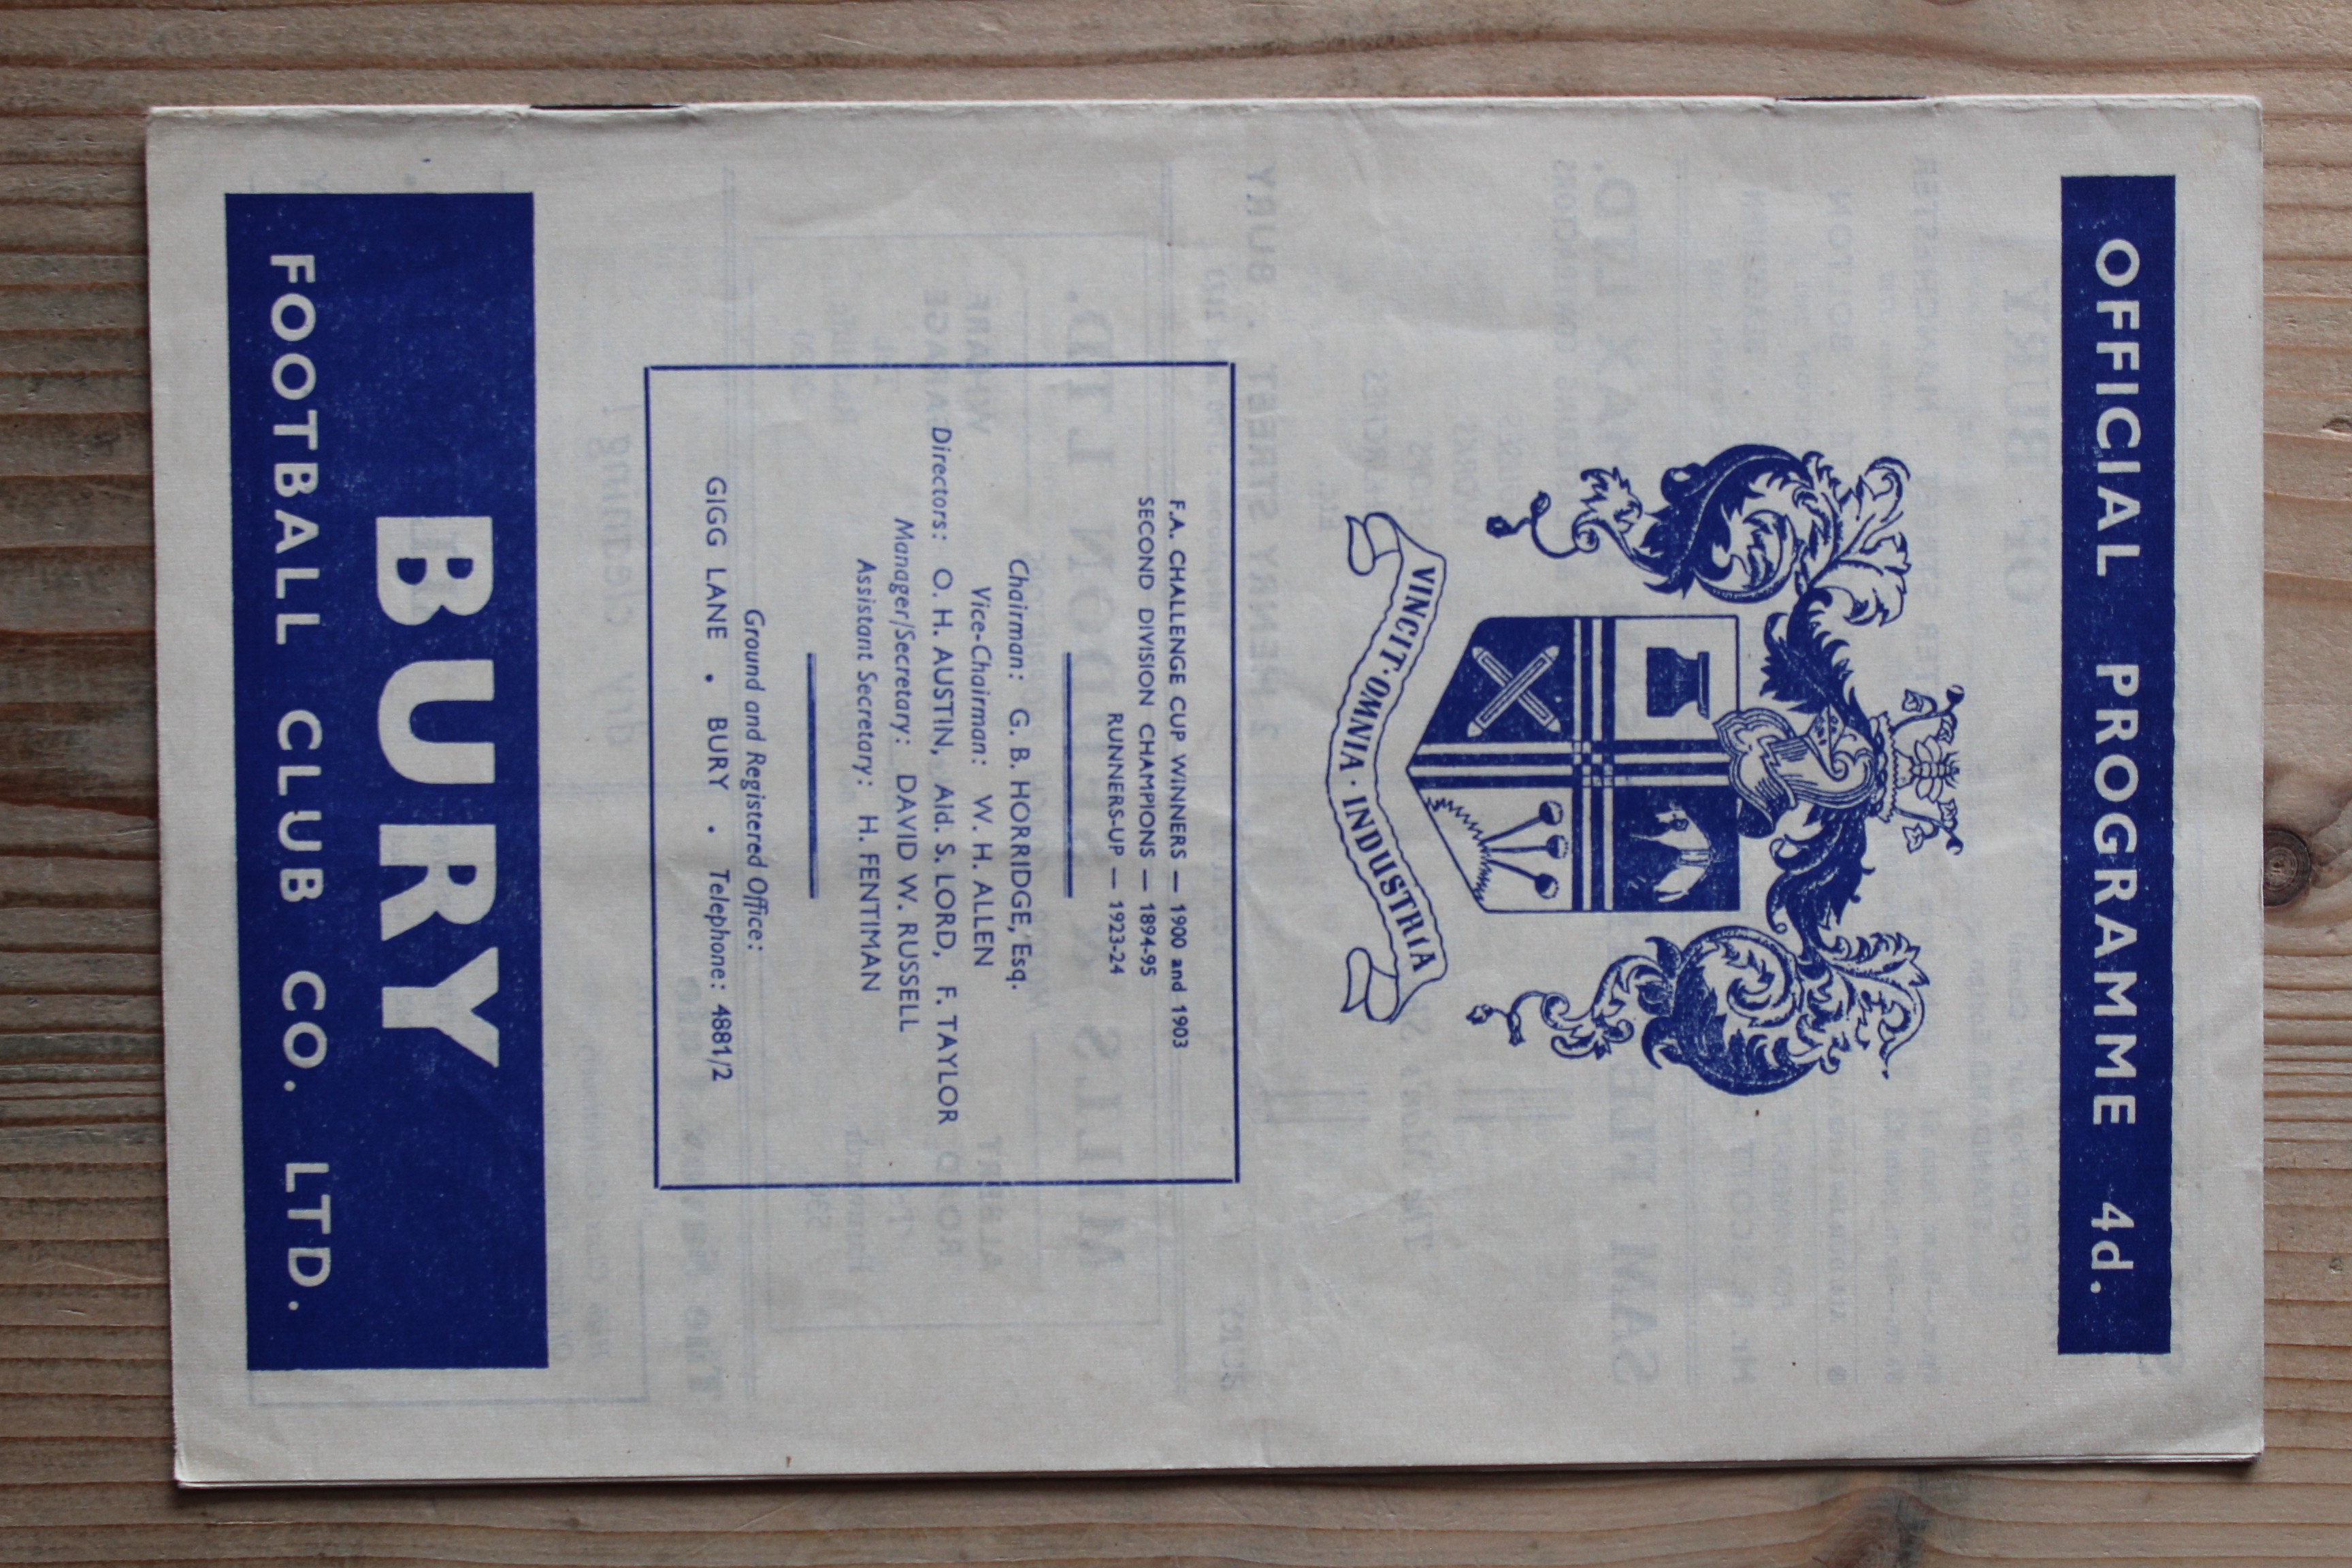 OFFICIAL PROGRAMME 4d.
VINCIT · OMNIA · INDUSTRIA
F.A. CHALLENGE CUP WINNERS — 1900 and 1903
SECOND DIVISION CHAMPIONS — 1894-95
RUNNERS-UP — 1923-24
Chairman: G. B. HORRIDGE, Esq.
Vice-Chairman: W. H. ALLEN
Directors: O. H. AUSTIN, Ald. S. LORD, F. TAYLOR
Manager/Secretary: DAVID W. RUSSELL
Assistant Secretary: H. FENTIMAN
Ground and Registered Office:
GIGG LANE . BURY . Telephone: 4881/2
BURY
FOOTBALL CLUB CO. LTD.